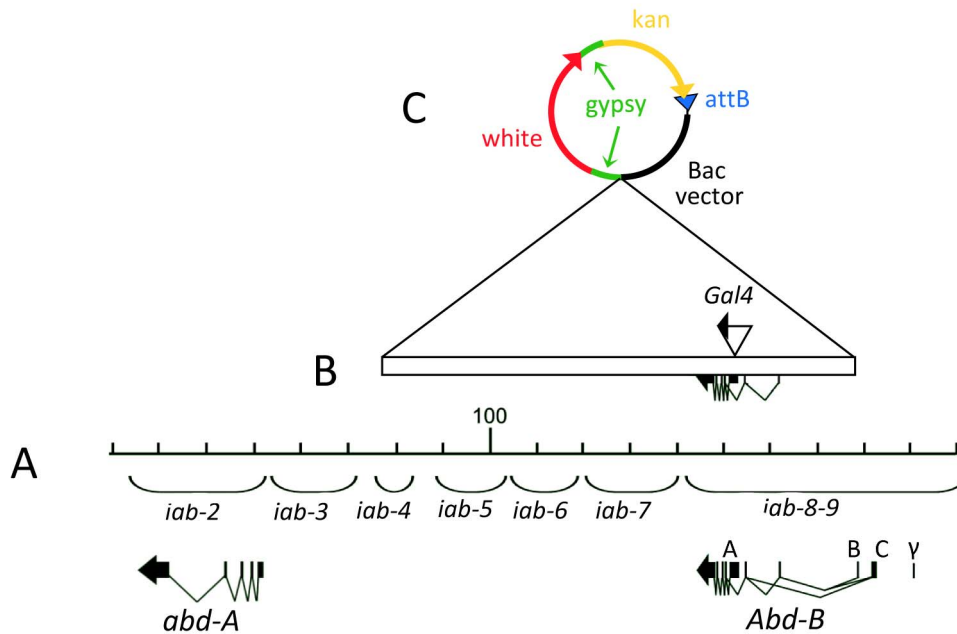 kan
C
attB
gypsy
white
Bac
vector
Gal4
B
100
A
iab-2
iab-3
iab-4
iab-5
iab-6
iab-7
iab-8-9
A
B
C
γ
abd-A
Abd-B